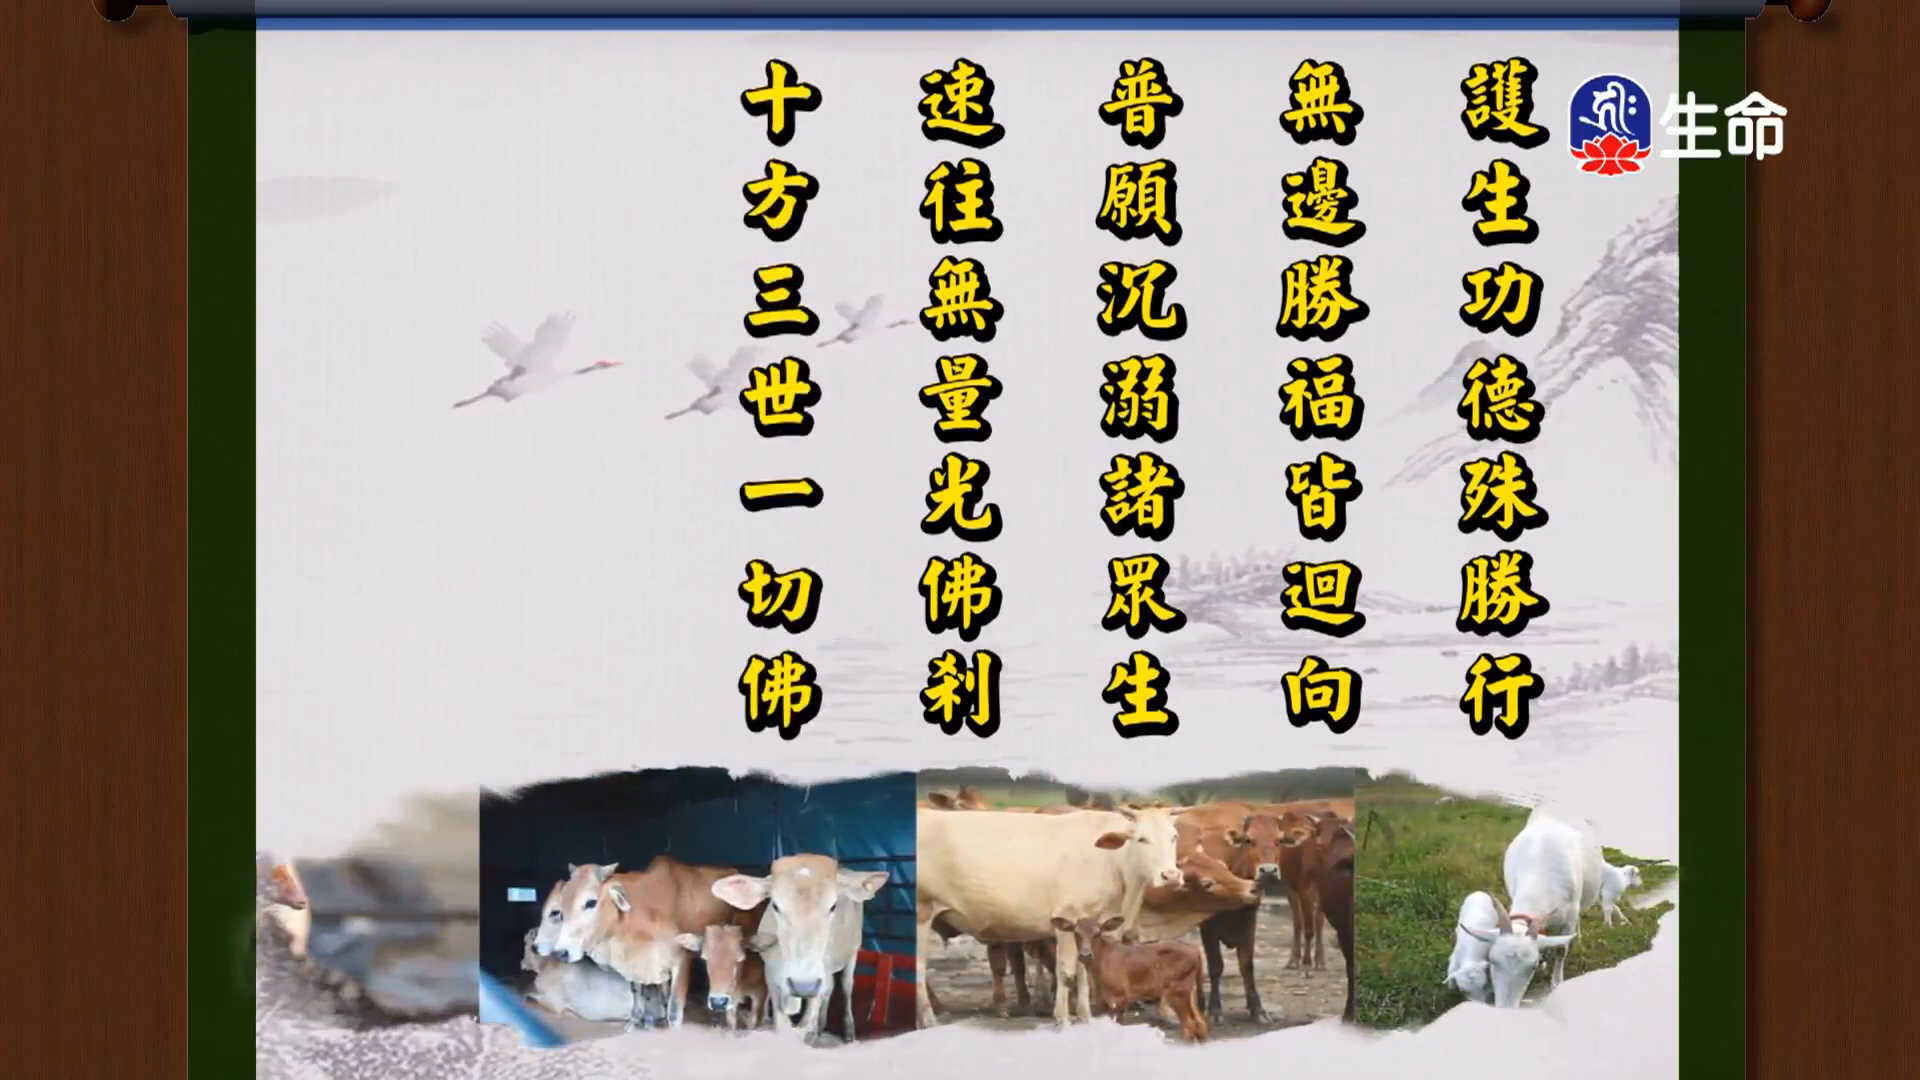 護生功德殊勝行
無邊勝福皆迴向
普願沉溺諸眾生
速往無量光佛剎
十方三世一切佛
生命